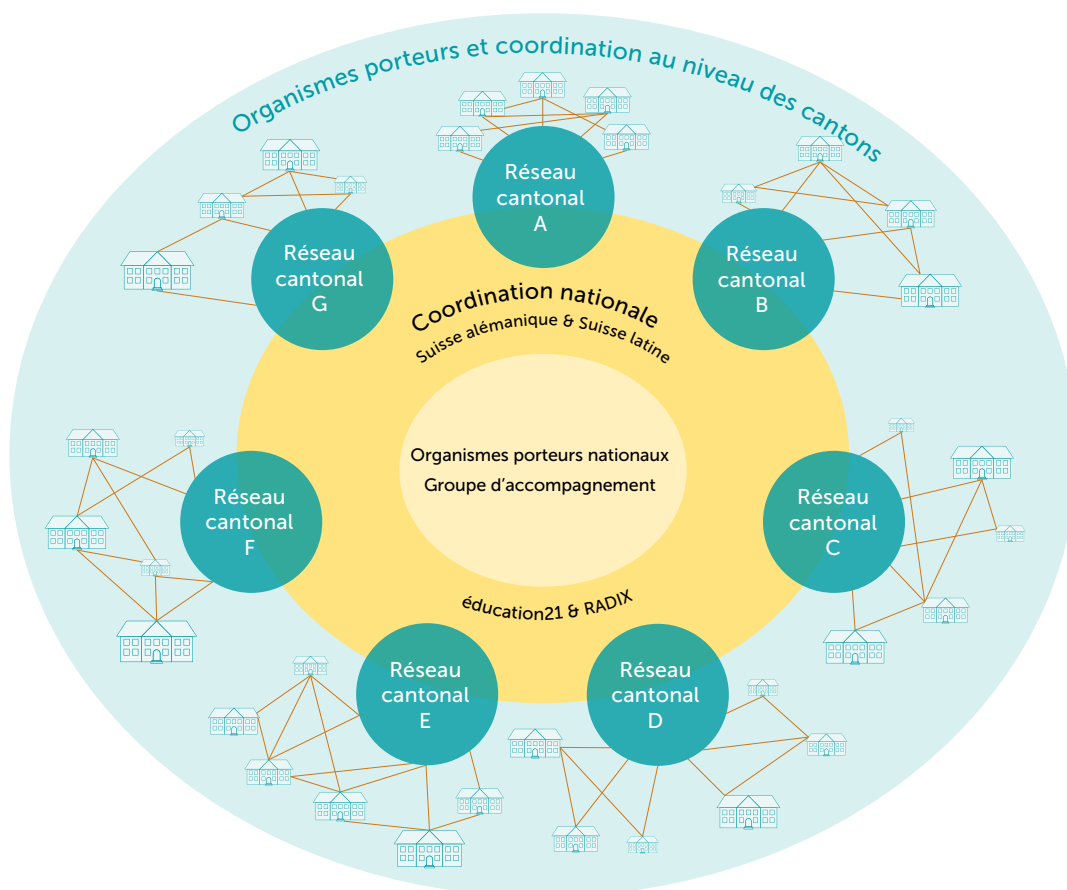 Organismes porteurs et coordination au niveau des cantons
Réseau
cantonal
A
Réseau
cantonal
G
Réseau
cantonal
B
Coordination nationale
Suisse alémanique & Suisse latine
Organismes porteurs nationaux
Groupe d’accompagnement
Réseau
cantonal
F
Réseau
cantonal
C
éducation21 & RADIX
Réseau
cantonal
E
Réseau
cantonal
D